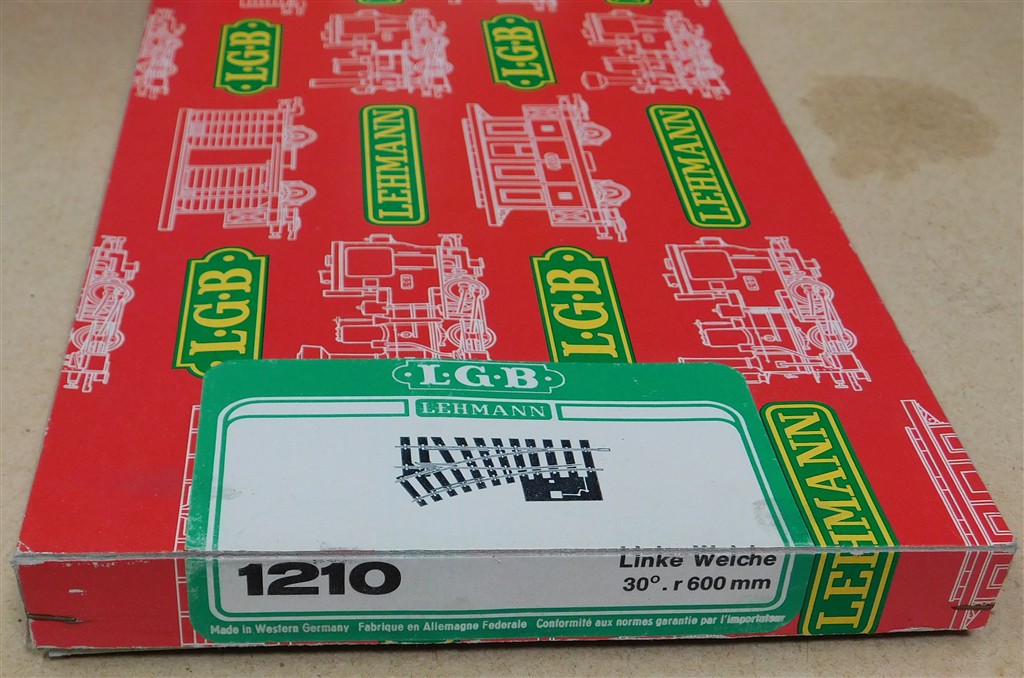 L·G·B
L·G·B
LEHMANN
LEHMANN
L·G·B
L·G·B
L·G·B
LEHMANN
LEHMANN
1210
Linke Weiche
30°. r 600 mm
Made in Western Germany Fabriqué en Allemagne Federale Conformité aux normes garantie par l'importateur